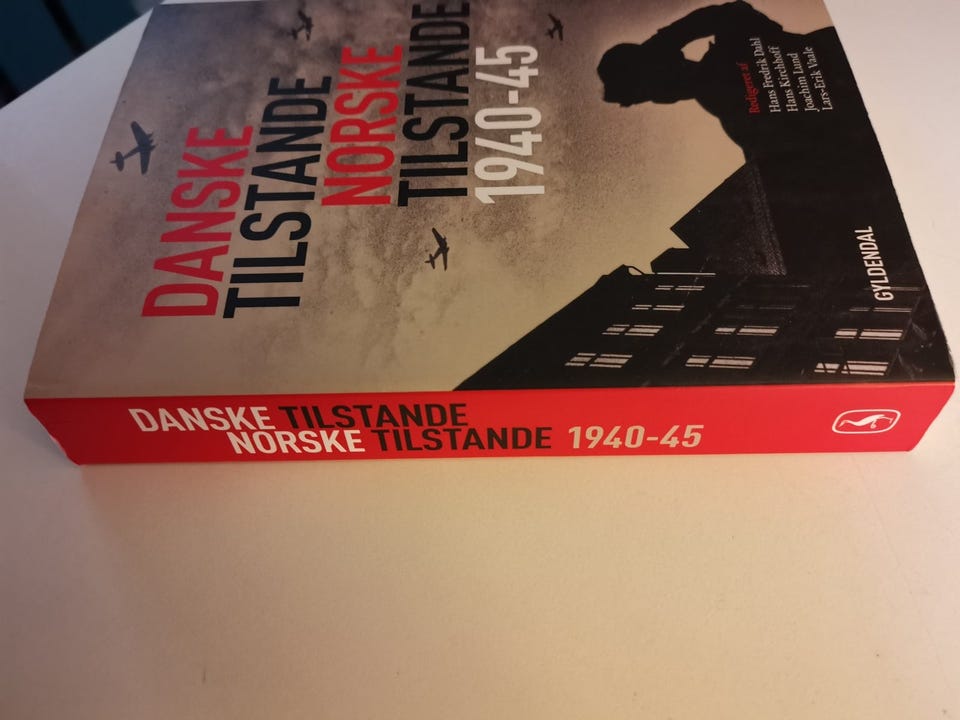 DANSKE
TILSTANDE
NORSKE
TILSTANDE
1940-45
Redigeret af
Hans Fredrik Dahl
Hans Kirchhoff
Joachim Lund
Lars-Erik Vaale
GYLDENDAL
DANSKE TILSTANDE
NORSKE TILSTANDE 1940-45